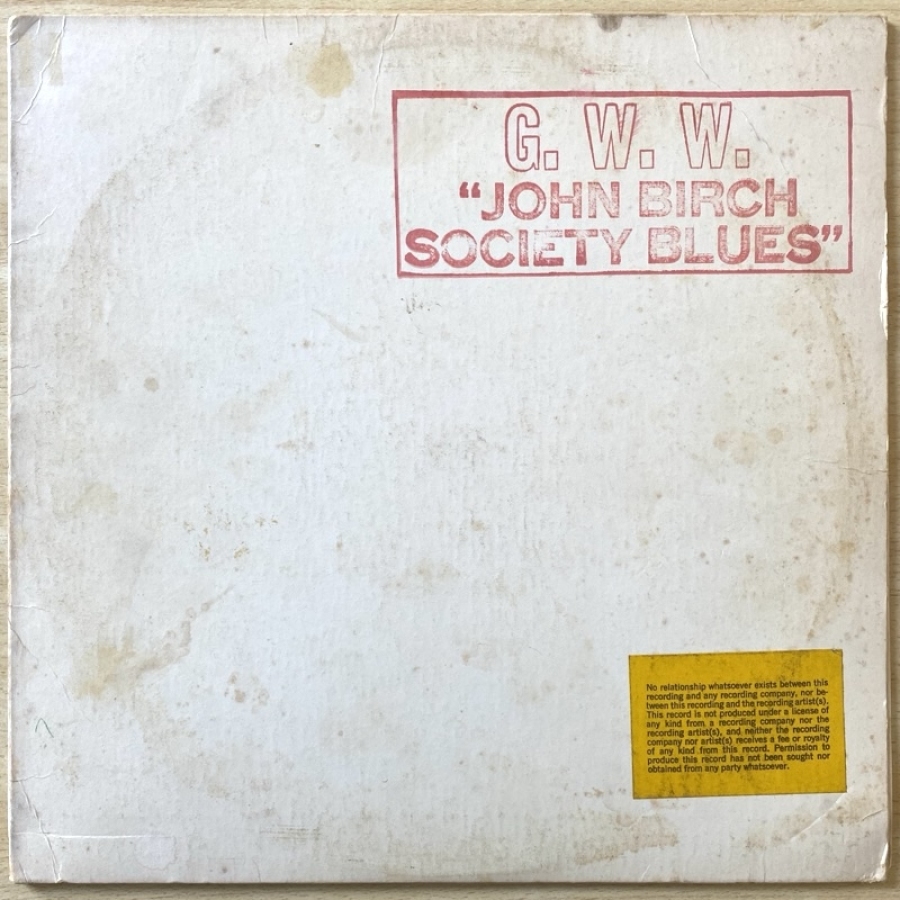 G. W. W.
“JOHN BIRCH
SOCIETY BLUES”
No relationship whatsoever exists between this
recording and any recording company, nor be-
tween this recording and the recording artist(s).
This record is not produced under a license of
any kind from a recording company nor the
recording artist(s), and neither the recording
company nor artist(s) receives a fee or royalty
of any kind from this record. Permission to
produce this record has not been sought nor
obtained from any party whatsoever.